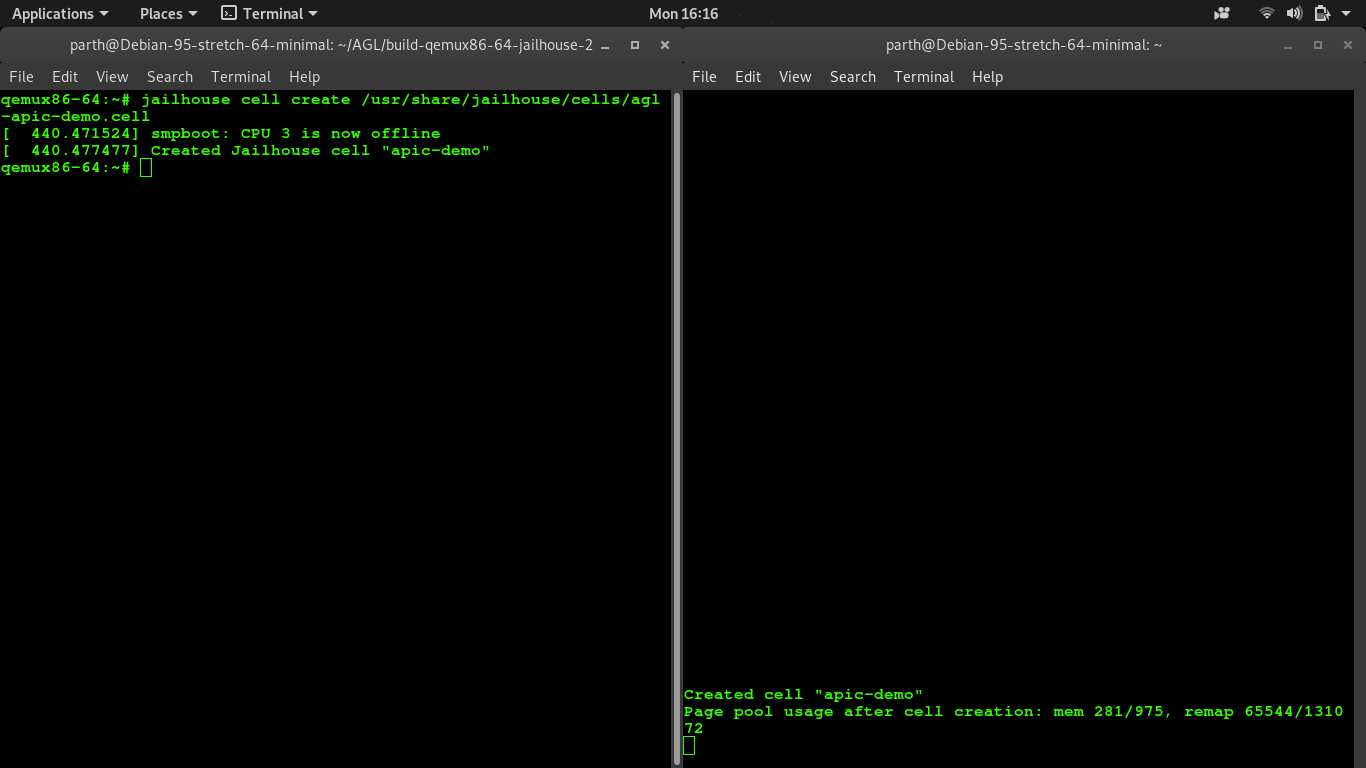 Applications Places Terminal Mon 16:16
parth@Debian-95-stretch-64-minimal: ~/AGL/build-qemux86-64-jailhouse-2
File Edit View Search Terminal Help
qemux86-64:~# jailhouse cell create /usr/share/jailhouse/cells/agl
-apic-demo.cell
[  440.471524] smpboot: CPU 3 is now offline
[  440.477477] Created Jailhouse cell "apic-demo"
qemux86-64:~#
parth@Debian-95-stretch-64-minimal: ~
File Edit View Search Terminal Help
Created cell "apic-demo"
Page pool usage after cell creation: mem 281/975, remap 65544/1310
72